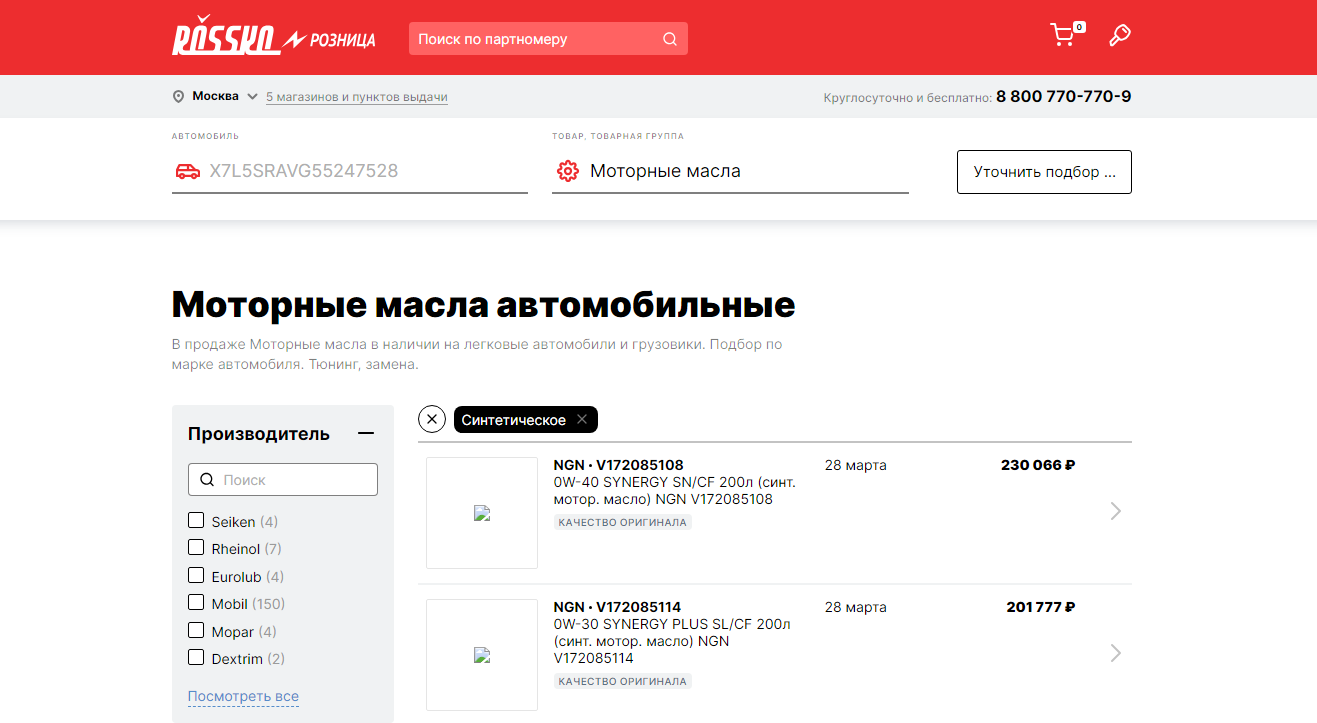 RÓSSKO РОЗНИЦА
Поиск по партномеру
0
Москва
5 магазинов и пунктов выдачи
Круглосуточно и бесплатно: 8 800 770-770-9
АВТОМОБИЛЬ
X7L5SRAVG55247528
ТОВАР, ТОВАРНАЯ ГРУППА
Моторные масла
Уточнить подбор ...
Моторные масла автомобильные
В продаже Моторные масла в наличии на легковые автомобили и грузовики. Подбор по
марке автомобиля. Тюнинг, замена.
Производитель
Поиск
Seiken (4)
Rheinol (7)
Eurolub (4)
Mobil (150)
Mopar (4)
Dextrim (2)
Посмотреть все
Синтетическое
NGN • V172085108
0W-40 SYNERGY SN/CF 200л (синт.
мотор. масло) NGN V172085108
КАЧЕСТВО ОРИГИНАЛА
28 марта
230 066 ₽
NGN • V172085114
0W-30 SYNERGY PLUS SL/CF 200л
(синт. мотор. масло) NGN
V172085114
КАЧЕСТВО ОРИГИНАЛА
28 марта
201 777 ₽